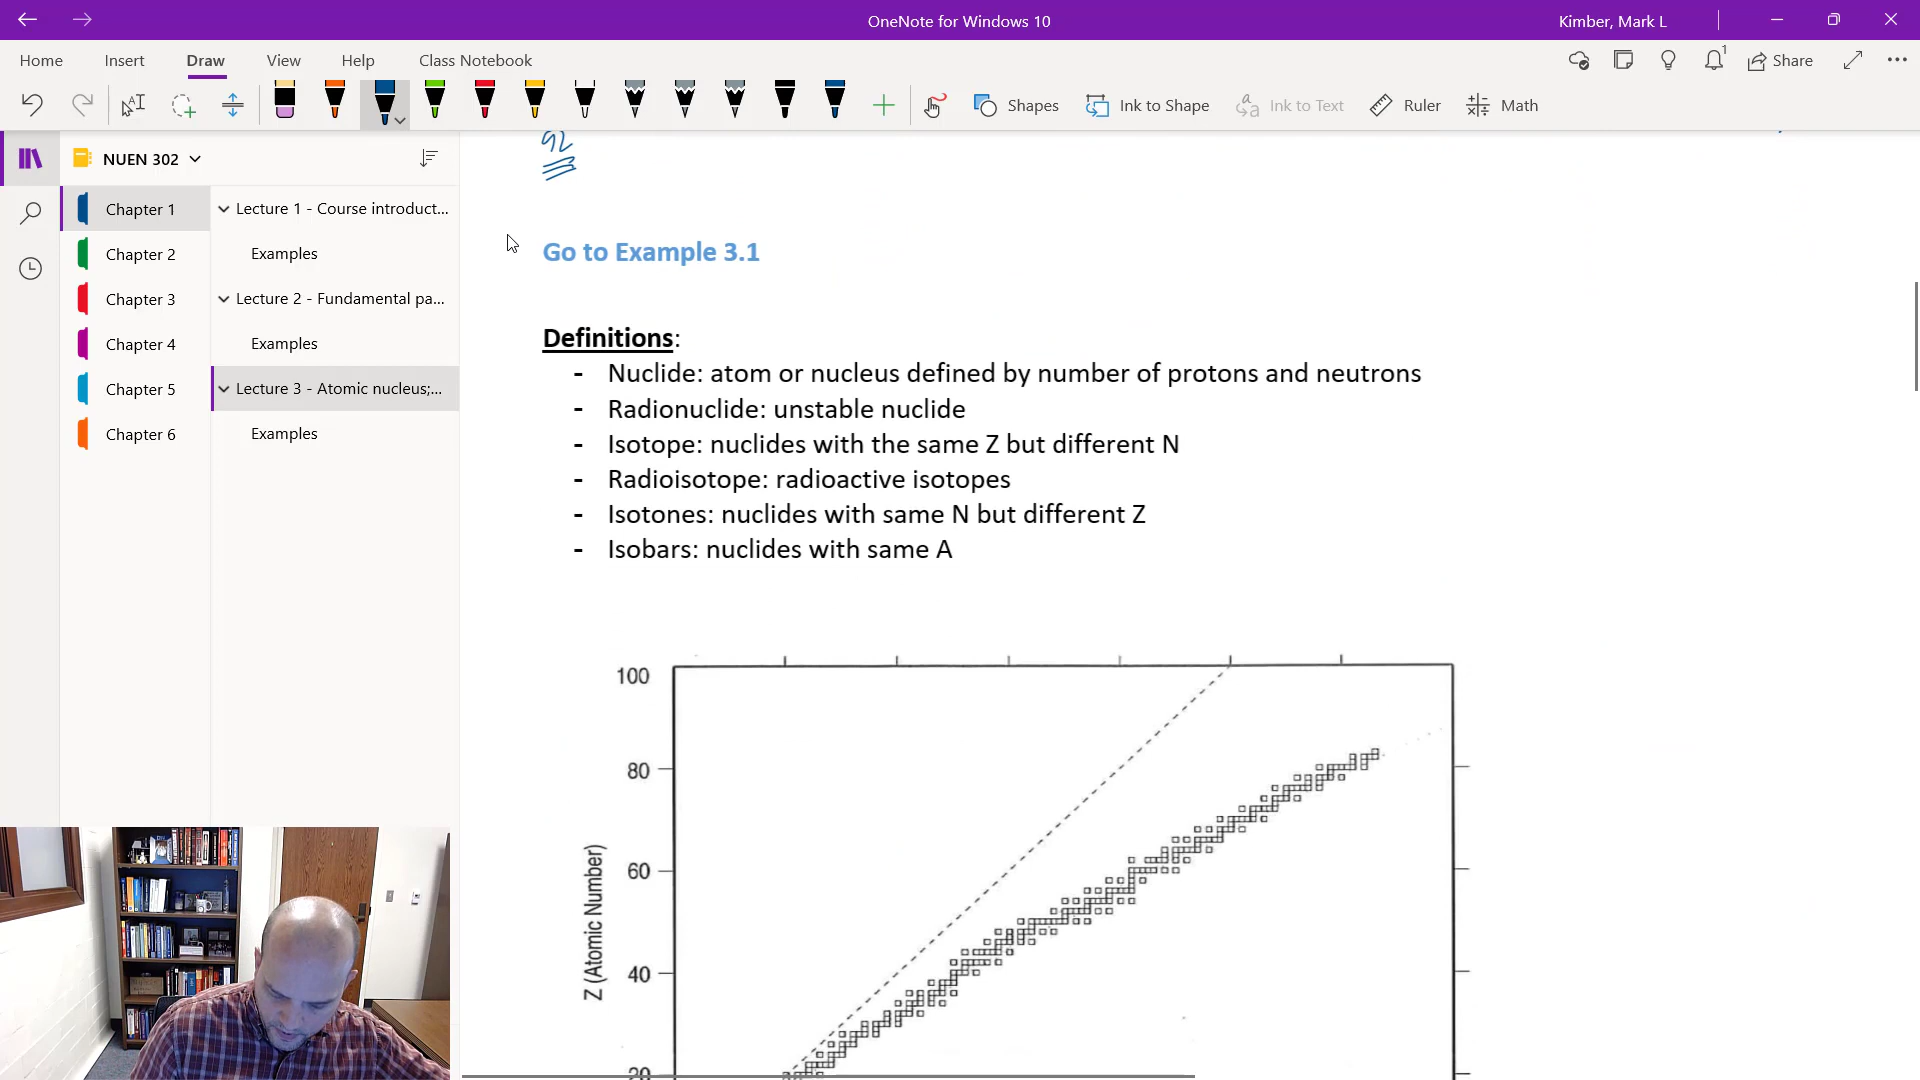 OneNote for Windows 10
Kimber, Mark L
Home Insert Draw View Help Class Notebook
1 Share
Shapes Ink to Shape Ink to Text Ruler Math
92
NUEN 302
Chapter 1
Chapter 2
Chapter 3
Chapter 4
Chapter 5
Chapter 6
Lecture 1 - Course introduct...
Examples
Lecture 2 - Fundamental pa...
Examples
Lecture 3 - Atomic nucleus;...
Examples
Go to Example 3.1
Definitions:
- Nuclide: atom or nucleus defined by number of protons and neutrons
- Radionuclide: unstable nuclide
- Isotope: nuclides with the same Z but different N
- Radioisotope: radioactive isotopes
- Isotones: nuclides with same N but different Z
- Isobars: nuclides with same A
100
80
60
40
20
Z (Atomic Number)